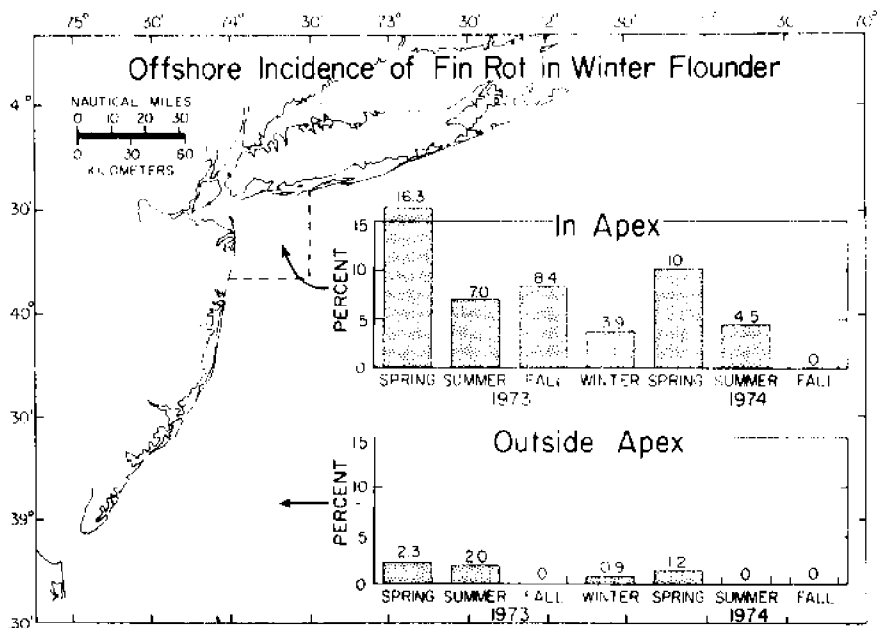 75° 30' 74° 30' 73° 30' 30 70°
Offshore Incidence of Fin Rot in Winter Flounder
4 °
NAUTICAL MILES
0 10 20 30
0 30 60
KILOMETERS
30'
40°
30'
39°
30'
In Apex
PERCENT
15
10
5
0
16.3 7.0 8.4 3.9 10 4.5 0
SPRING SUMMER FALL WINTER SPRING SUMMER FALL
1973 1974
Outside Apex
PERCENT
15
10
5
0
2.3 2.0 0 0.9 1.2 0 0
SPRING SUMMER FALL WINTER SPRING SUMMER FALL
1973 1974